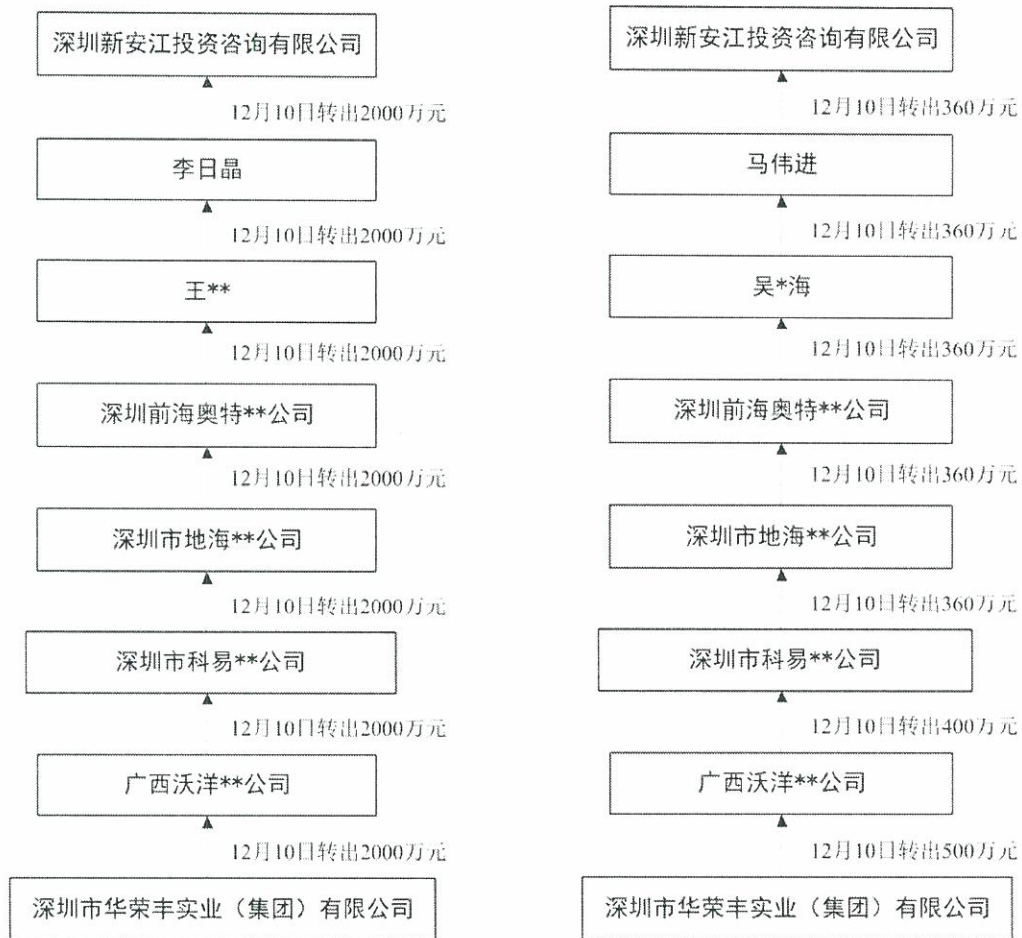 深圳新安江投资咨询有限公司
12月10日转出2000万元
李日晶
12月10日转出2000万元
王**
12月10日转出2000万元
深圳前海奥特**公司
12月10日转出2000万元
深圳市地海**公司
12月10日转出2000万元
深圳市科易**公司
12月10日转出2000万元
广西沃洋**公司
12月10日转出2000万元
深圳市华荣丰实业（集团）有限公司
深圳新安江投资咨询有限公司
12月10日转出360万元
马伟进
12月10日转出360万元
吴*海
12月10日转出360万元
深圳前海奥特**公司
12月10日转出360万元
深圳市地海**公司
12月10日转出360万元
深圳市科易**公司
12月10日转出400万元
广西沃洋**公司
12月10日转出500万元
深圳市华荣丰实业（集团）有限公司